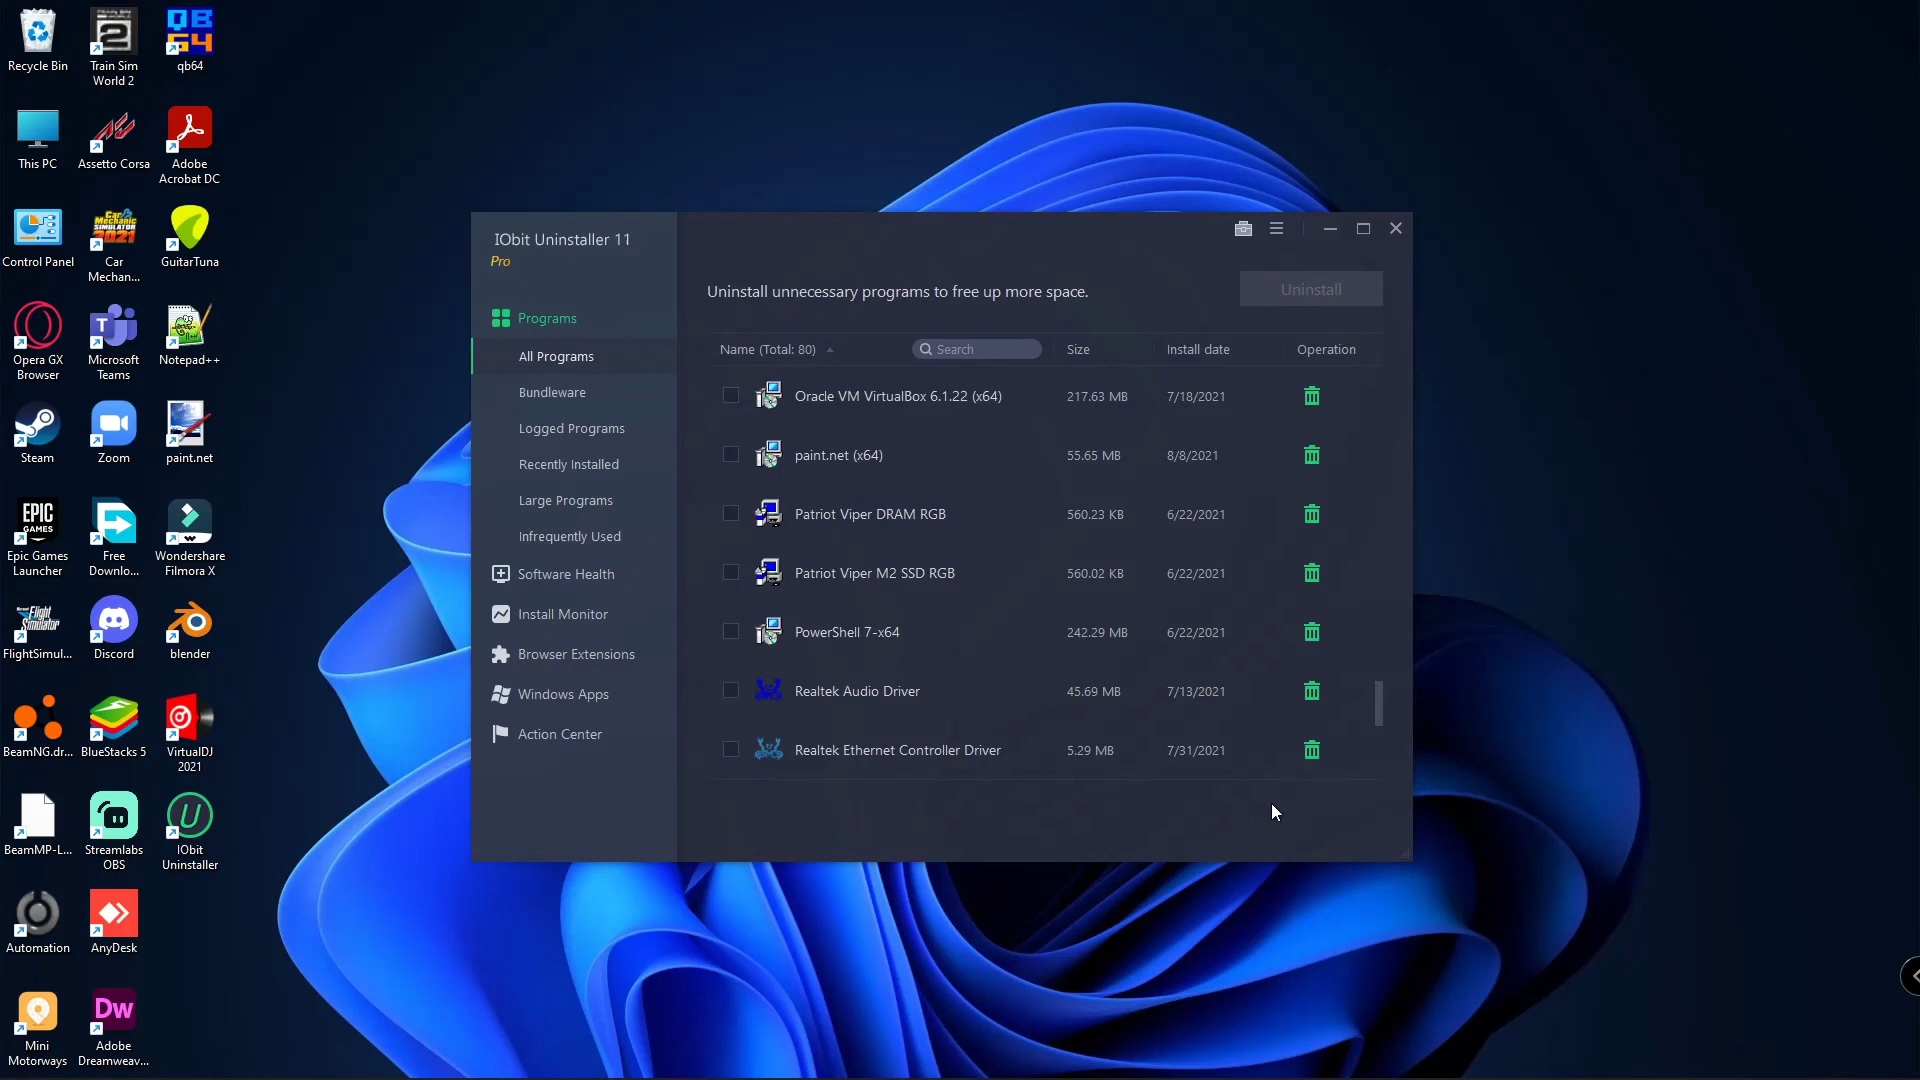 Recycle Bin
Train Sim
World 2
QB
64
qb64
This PC
Assetto Corsa
Adobe
Acrobat DC
Control Panel
Car
Mechan...
GuitarTuna
Opera GX
Browser
Microsoft
Teams
Notepad++
Steam
Zoom
paint.net
EPIC
GAMES
Epic Games
Launcher
Free
Downlo...
Wondershare
Filmora X
FlightSimul...
Discord
blender
BeamNG.dr...
BlueStacks 5
VirtualDJ
2021
BeamMP-L...
Streamlabs
OBS
IObit
Uninstaller
Automation
AnyDesk
Mini
Motorways
Dw
Adobe
Dreamweav...
IObit Uninstaller 11
Pro
Programs
All Programs
Bundleware
Logged Programs
Recently Installed
Large Programs
Infrequently Used
Software Health
Install Monitor
Browser Extensions
Windows Apps
Action Center
Uninstall unnecessary programs to free up more space.
Uninstall
Name (Total: 80) Search Size Install date Operation
Oracle VM VirtualBox 6.1.22 (x64) 217.63 MB 7/18/2021
paint.net (x64) 55.65 MB 8/8/2021
Patriot Viper DRAM RGB 560.23 KB 6/22/2021
Patriot Viper M2 SSD RGB 560.02 KB 6/22/2021
PowerShell 7-x64 242.29 MB 6/22/2021
Realtek Audio Driver 45.69 MB 7/13/2021
Realtek Ethernet Controller Driver 5.29 MB 7/31/2021